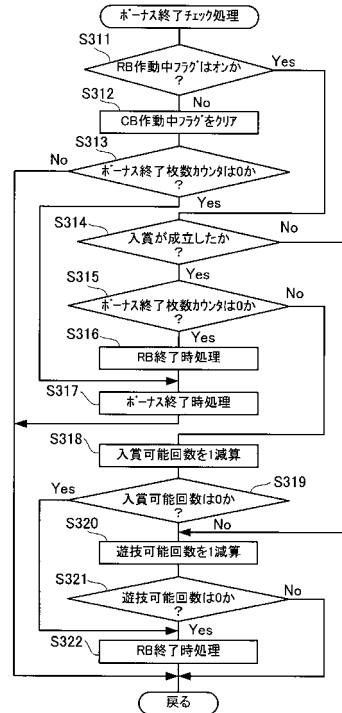 ボーナス終了チェック処理
S311
RB作動中フラグはオンか
?
Yes
No
S312
CB作動中フラグをクリア
S313
No
ボーナス終了枚数カウンタは0か
?
Yes
S314
入賞が成立したか
?
No
Yes
S315
ボーナス終了枚数カウンタは0か
?
No
Yes
S316
RB終了時処理
S317
ボーナス終了時処理
S318
入賞可能回数を1減算
S319
Yes
入賞可能回数は0か
?
No
S320
遊技可能回数を1減算
S321
遊技可能回数は0か
?
No
Yes
S322
RB終了時処理
戻る